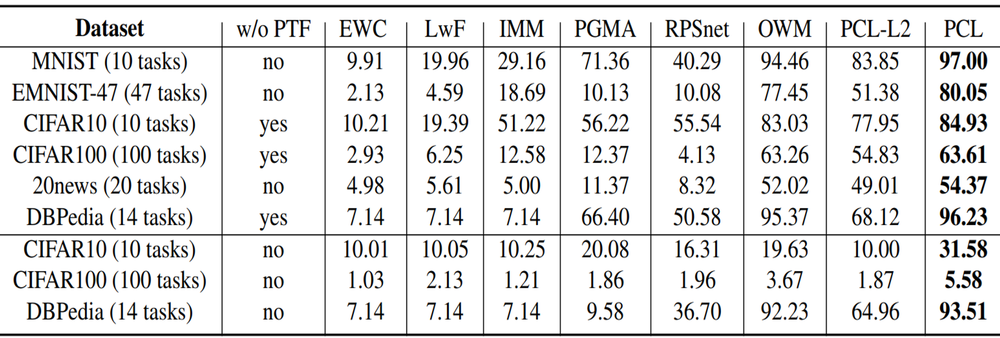 Dataset w/o PTF EWC LwF IMM PGMA RPSnet OWM PCL-L2 PCL
MNIST (10 tasks) no 9.91 19.96 29.16 71.36 40.29 94.46 83.85 97.00
EMNIST-47 (47 tasks) no 2.13 4.59 18.69 10.13 10.08 77.45 51.38 80.05
CIFAR10 (10 tasks) yes 10.21 19.39 51.22 56.22 55.54 83.03 77.95 84.93
CIFAR100 (100 tasks) yes 2.93 6.25 12.58 12.37 4.13 63.26 54.83 63.61
20news (20 tasks) no 4.98 5.61 5.00 11.37 8.32 52.02 49.01 54.37
DBPedia (14 tasks) yes 7.14 7.14 7.14 66.40 50.58 95.37 68.12 96.23
CIFAR10 (10 tasks) no 10.01 10.05 10.25 20.08 16.31 19.63 10.00 31.58
CIFAR100 (100 tasks) no 1.03 2.13 1.21 1.86 1.96 3.67 1.87 5.58
DBPedia (14 tasks) no 7.14 7.14 7.14 9.58 36.70 92.23 64.96 93.51